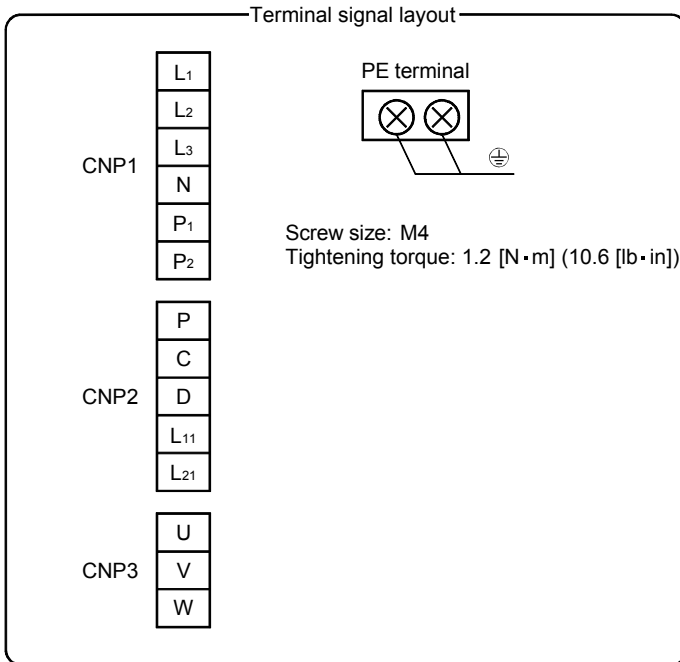 Terminal signal layout
CNP1
L1
L2
L3
N
P1
P2
PE terminal
Screw size: M4
Tightening torque: 1.2 [N·m] (10.6 [lb·in])
CNP2
P
C
D
L11
L21
CNP3
U
V
W